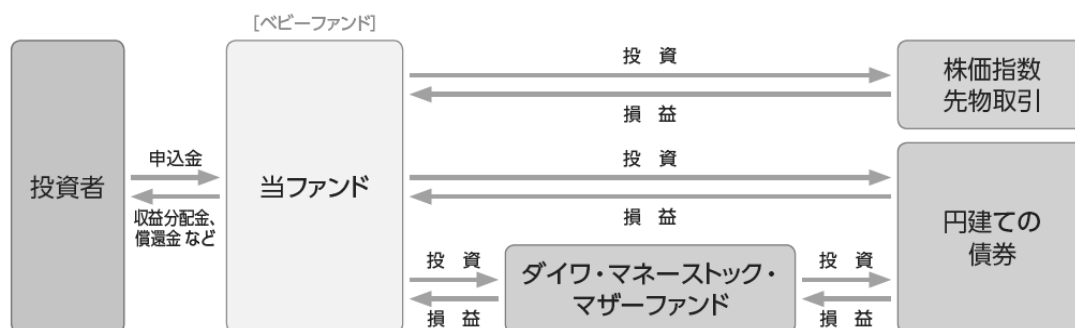 [ベビーファンド]
投資者
申込金
収益分配金、
償還金 など
当ファンド
投 資
損 益
株価指数
先物取引
投 資
損 益
円建ての
債券
投 資
損 益
ダイワ・マネーストック・
マザーファンド
投 資
損 益